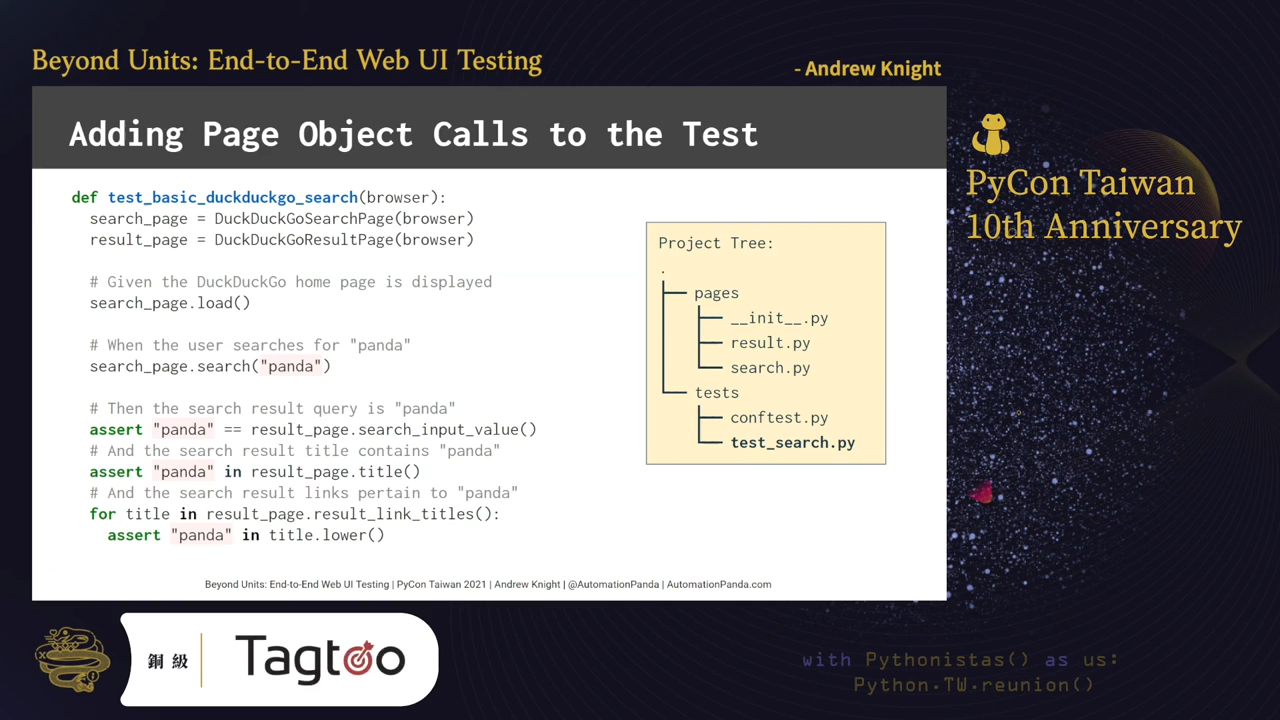 Beyond Units: End-to-End Web UI Testing
- Andrew Knight
Adding Page Object Calls to the Test
def test_basic_duckduckgo_search(browser):
search_page = DuckDuckGoSearchPage(browser)
result_page = DuckDuckGoResultPage(browser)
# Given the DuckDuckGo home page is displayed
search_page.load()
# When the user searches for "panda"
search_page.search("panda")
# Then the search result query is "panda"
assert "panda" == result_page.search_input_value()
# And the search result title contains "panda"
assert "panda" in result_page.title()
# And the search result links pertain to "panda"
for title in result_page.result_link_titles():
assert "panda" in title.lower()
Project Tree:
.
pages
__init__.py
result.py
search.py
tests
conftest.py
test_search.py
Beyond Units: End-to-End Web UI Testing | PyCon Taiwan 2021 | Andrew Knight | @AutomationPanda | AutomationPanda.com
PyCon Taiwan
10th Anniversary
銅級
Tagtoo
with Pythonistas() as us:
Python.TW.reunion()